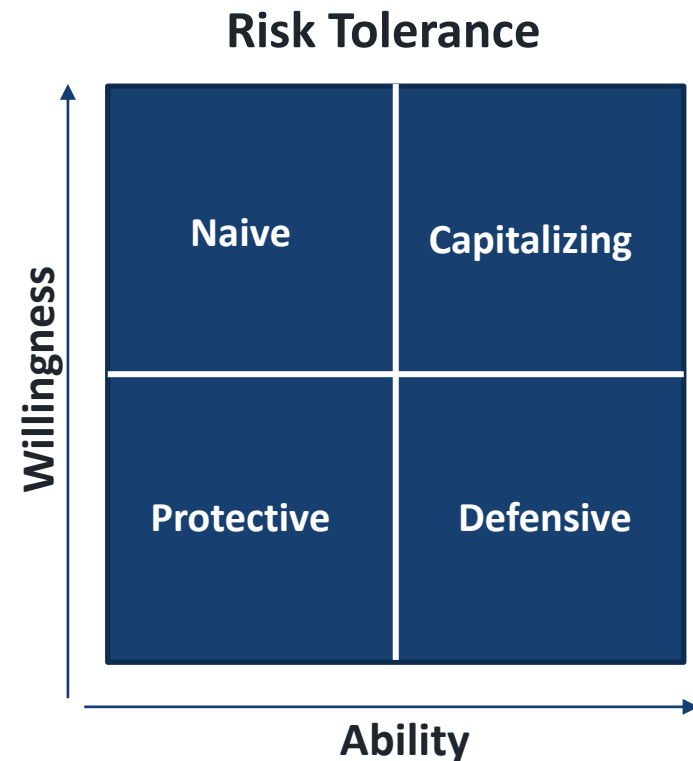 Risk Tolerance
Willingness
Naive
Capitalizing
Protective
Defensive
Ability